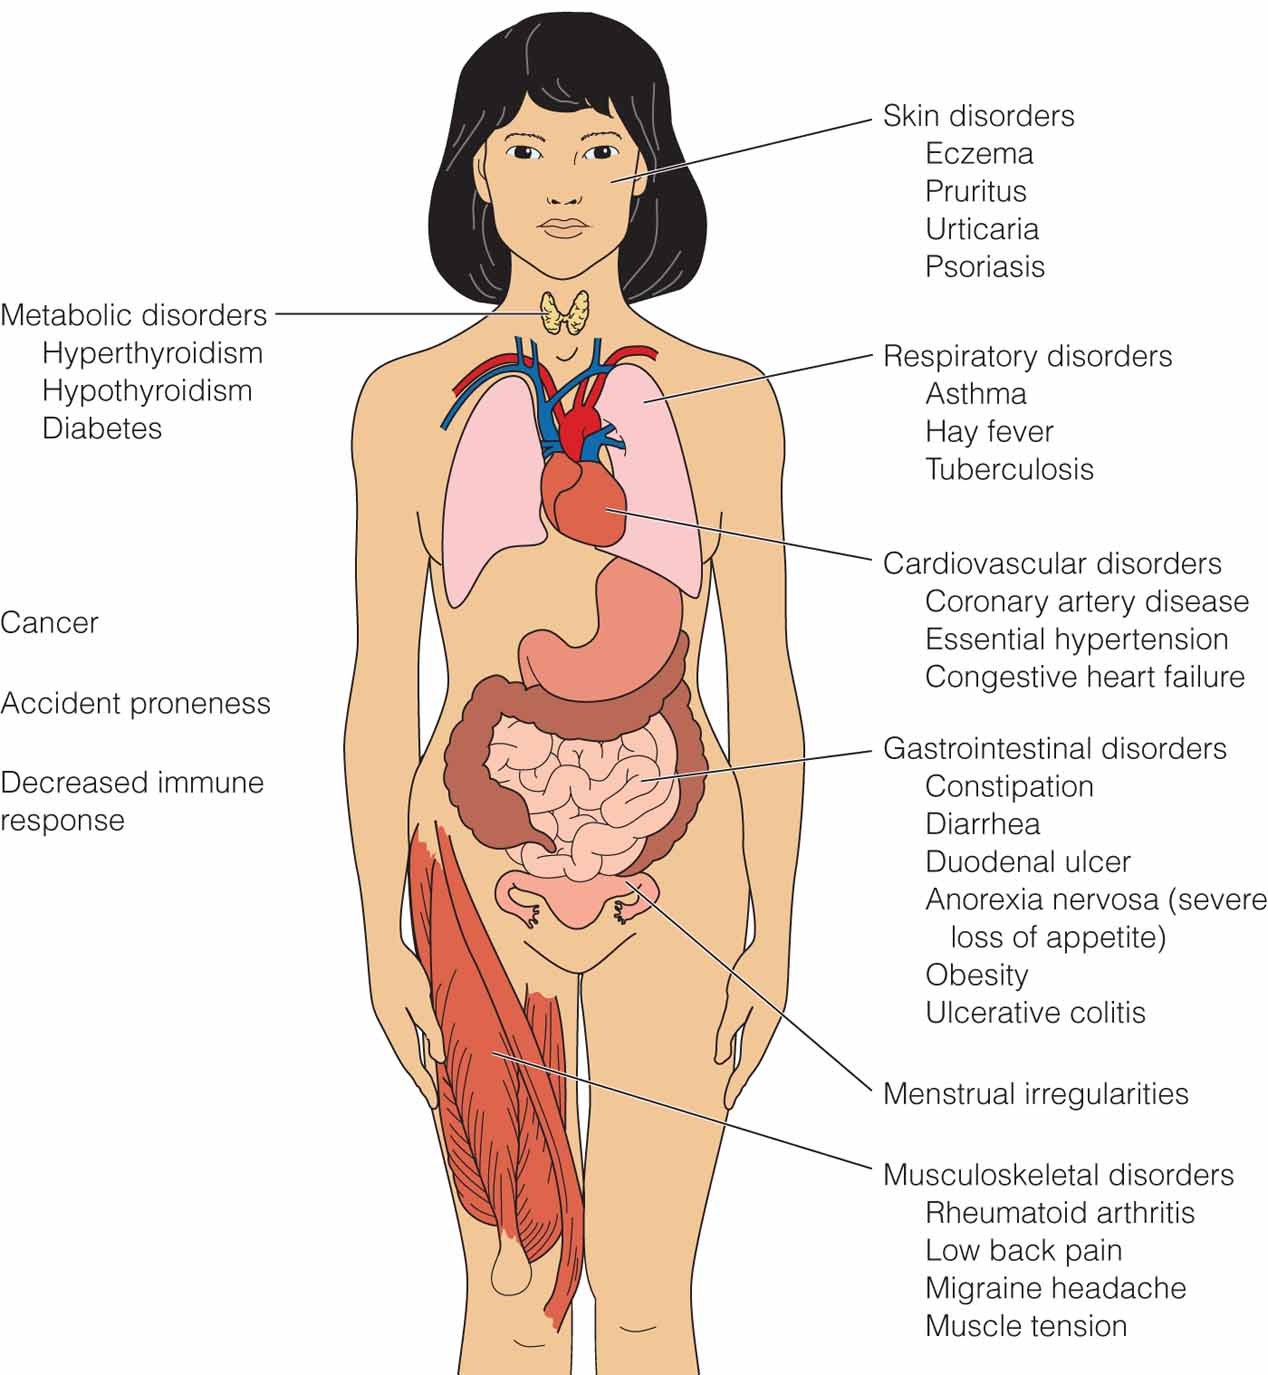 Skin disorders
Eczema
Pruritus
Urticaria
Psoriasis
Metabolic disorders
Hyperthyroidism
Hypothyroidism
Diabetes
Respiratory disorders
Asthma
Hay fever
Tuberculosis
Cardiovascular disorders
Coronary artery disease
Essential hypertension
Congestive heart failure
Cancer
Accident proneness
Decreased immune
response
Gastrointestinal disorders
Constipation
Diarrhea
Duodenal ulcer
Anorexia nervosa (severe
loss of appetite)
Obesity
Ulcerative colitis
Menstrual irregularities
Musculoskeletal disorders
Rheumatoid arthritis
Low back pain
Migraine headache
Muscle tension